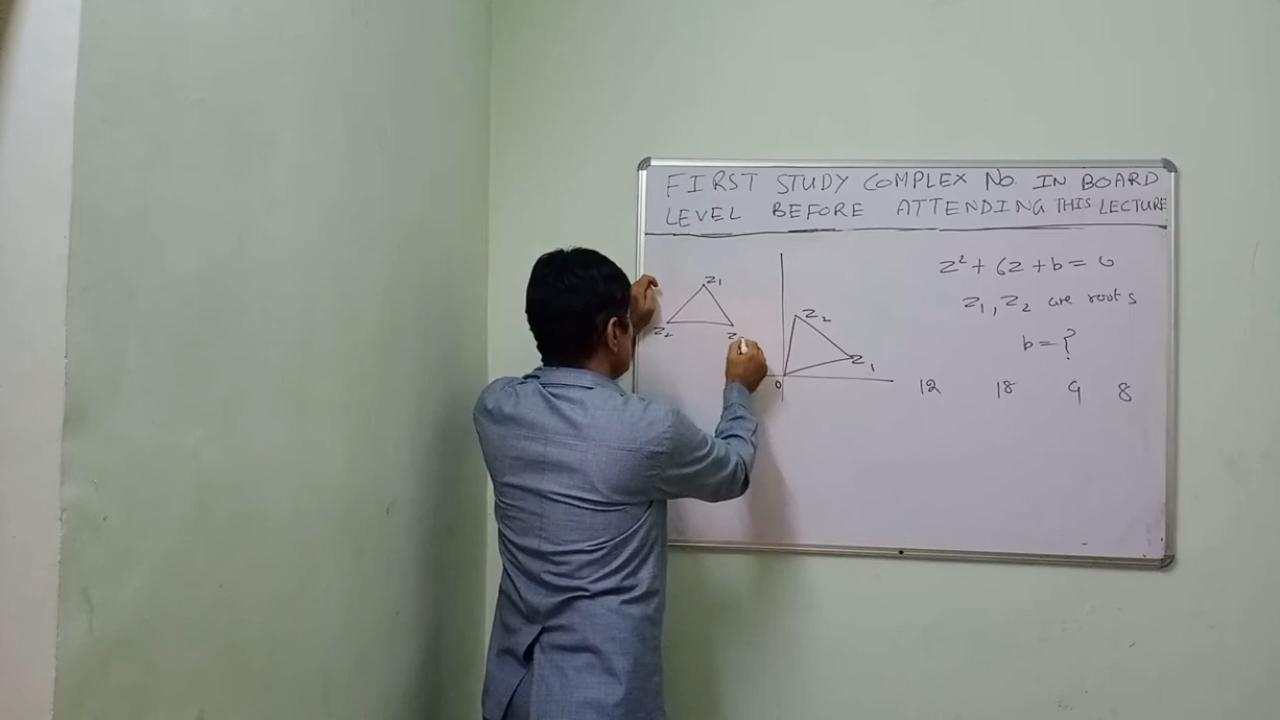 FIRST STUDY COMPLEX NO. IN BOARD
LEVEL BEFORE ATTENDING THIS LECTURE
z1
z2
z2
z1
0
z² + 6z + b = 0
z1, z2 are roots
b = ?
12 18 9 8